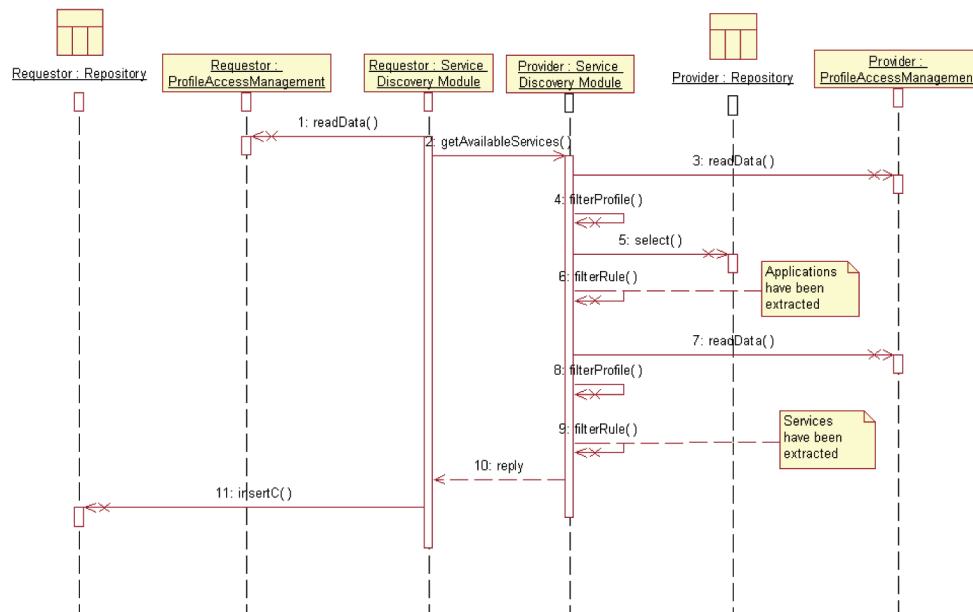 Requestor : Repository
Requestor :
ProfileAccessManagement
Requestor : Service
Discovery Module
Provider : Service
Discovery Module
Provider : Repository
Provider :
ProfileAccessManagement
1: readData( )
2: getAvailableServices( )
3: readData( )
4: filterProfile( )
5: select( )
6: filterRule( )
Applications
have been
extracted
7: readData( )
8: filterProfile( )
9: filterRule( )
Services
have been
extracted
10: reply
11: insertC( )